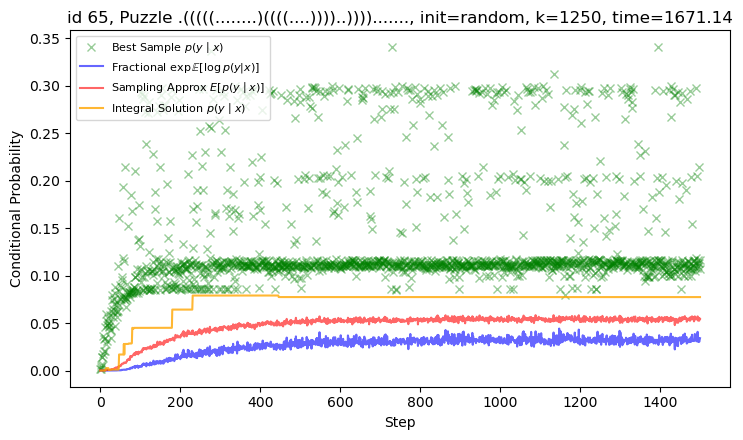 id 65, Puzzle .(((((........)((((....))))..))))......., init=random, k=1250, time=1671.14
Conditional Probability
0.35
0.30
0.25
0.20
0.15
0.10
0.05
0.00
Best Sample p(y | x)
Fractional exp𝔼[log p(y|x)]
Sampling Approx E[p(y | x)]
Integral Solution p(y | x)
0
200
400
600
800
1000
1200
1400
Step